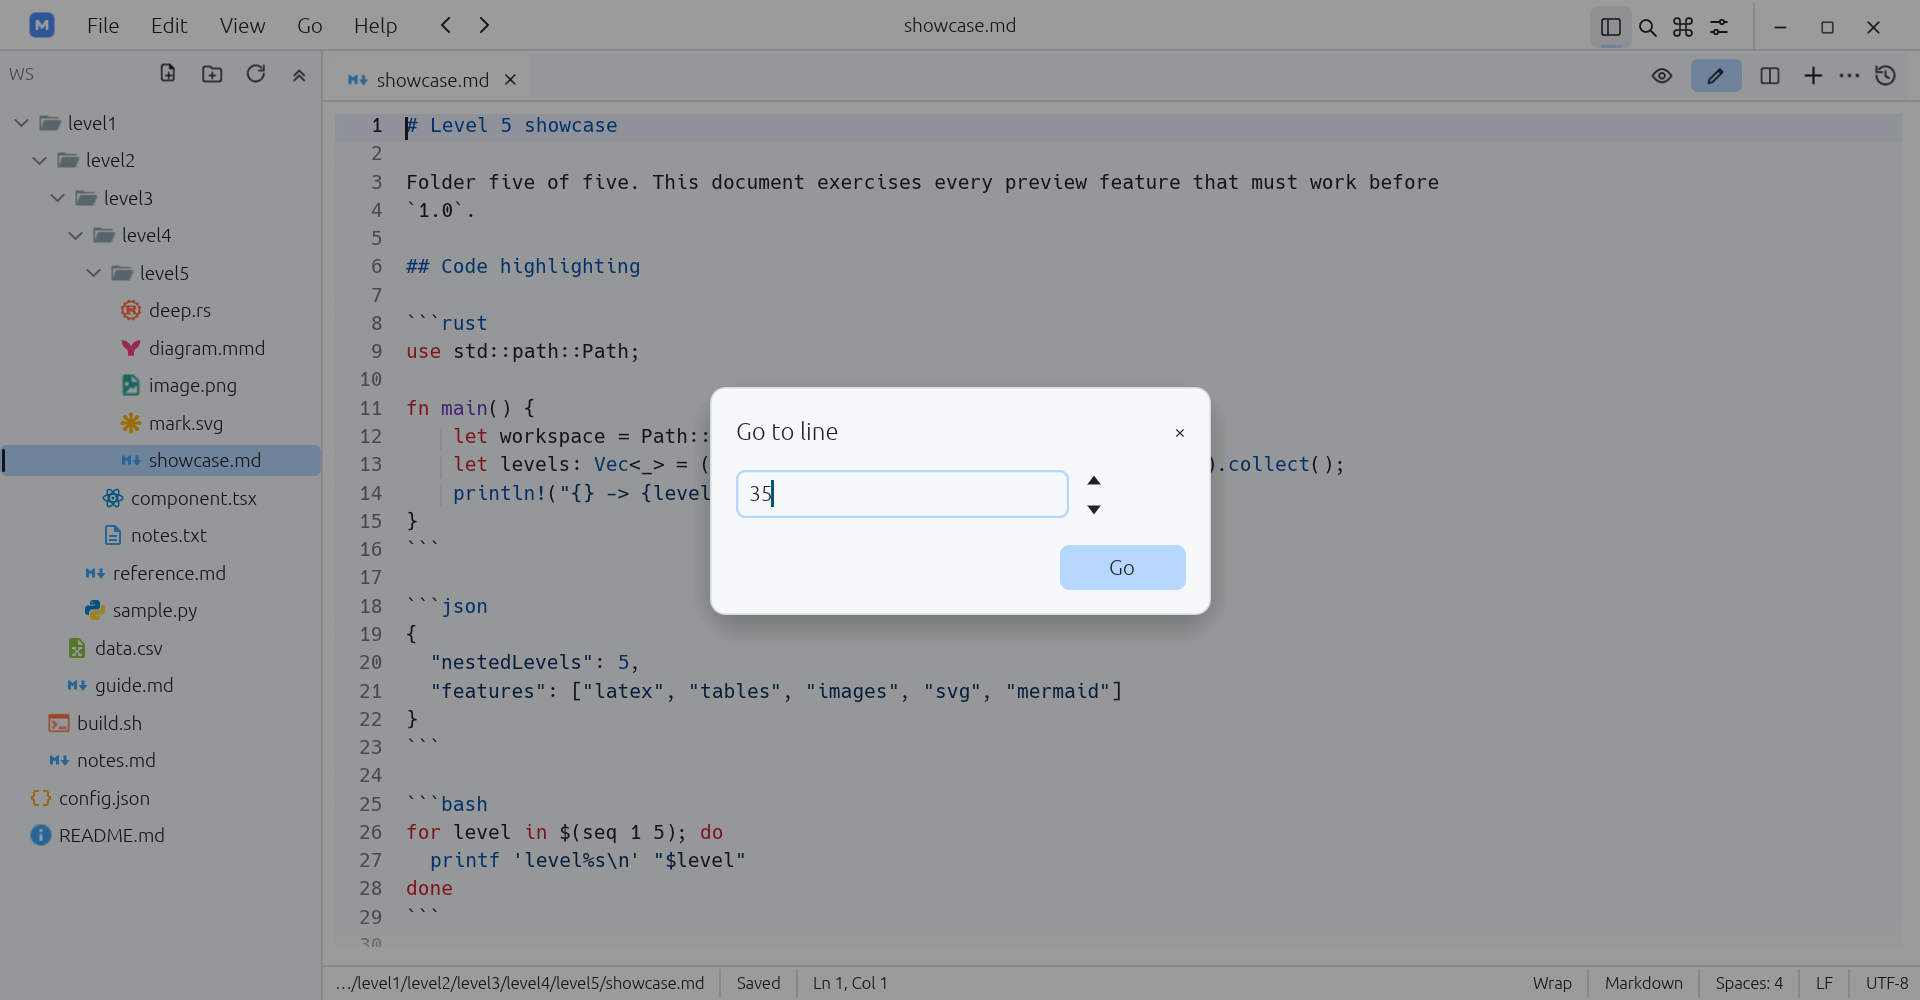 M File Edit View Go Help
showcase.md
WS
showcase.md
level1
level2
level3
level4
level5
deep.rs
diagram.mmd
image.png
mark.svg
showcase.md
component.tsx
notes.txt
reference.md
sample.py
data.csv
guide.md
build.sh
notes.md
config.json
README.md
1 # Level 5 showcase
2
3 Folder five of five. This document exercises every preview feature that must work before
4 `1.0`.
5
6 ## Code highlighting
7
8 ```rust
9 use std::path::Path;
10
11 fn main() {
12 let workspace = Path::
13 let levels: Vec<_> = ( ).collect();
14 println!("{} -> {level
15 }
16 ```
17
18 ```json
19 {
20 "nestedLevels": 5,
21 "features": ["latex", "tables", "images", "svg", "mermaid"]
22 }
23 ```
24
25 ```bash
26 for level in $(seq 1 5); do
27 printf 'level%s\n' "$level"
28 done
29 ```
30
Go to line
35
Go
…/level1/level2/level3/level4/level5/showcase.md Saved Ln 1, Col 1 Wrap Markdown Spaces: 4 LF UTF-8